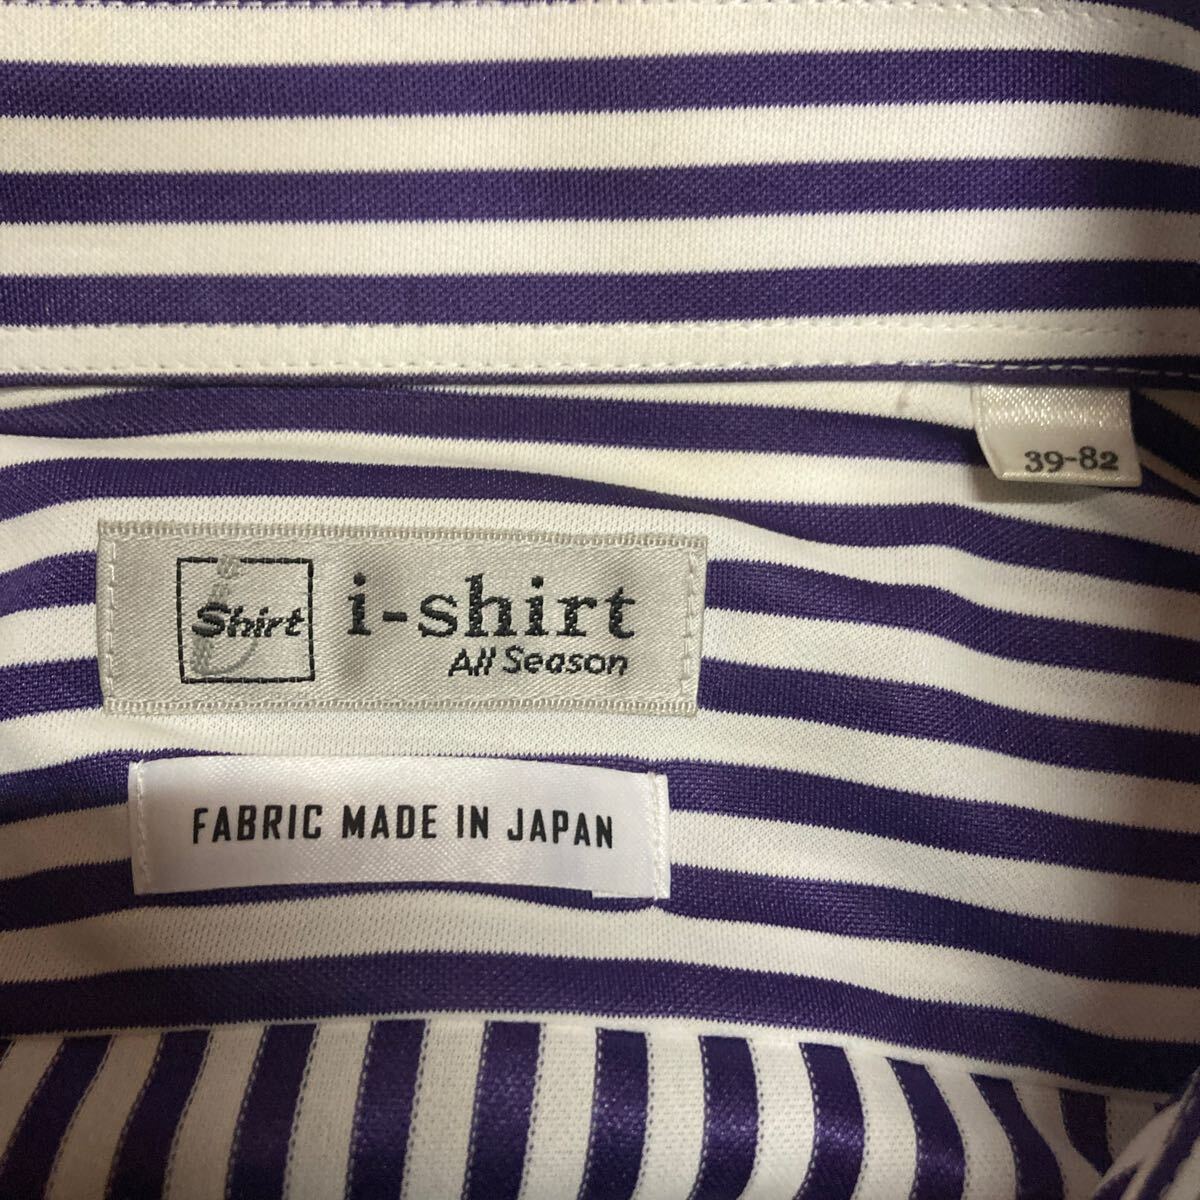 39-82
Shirt
i-shirt
All Season
FABRIC MADE IN JAPAN